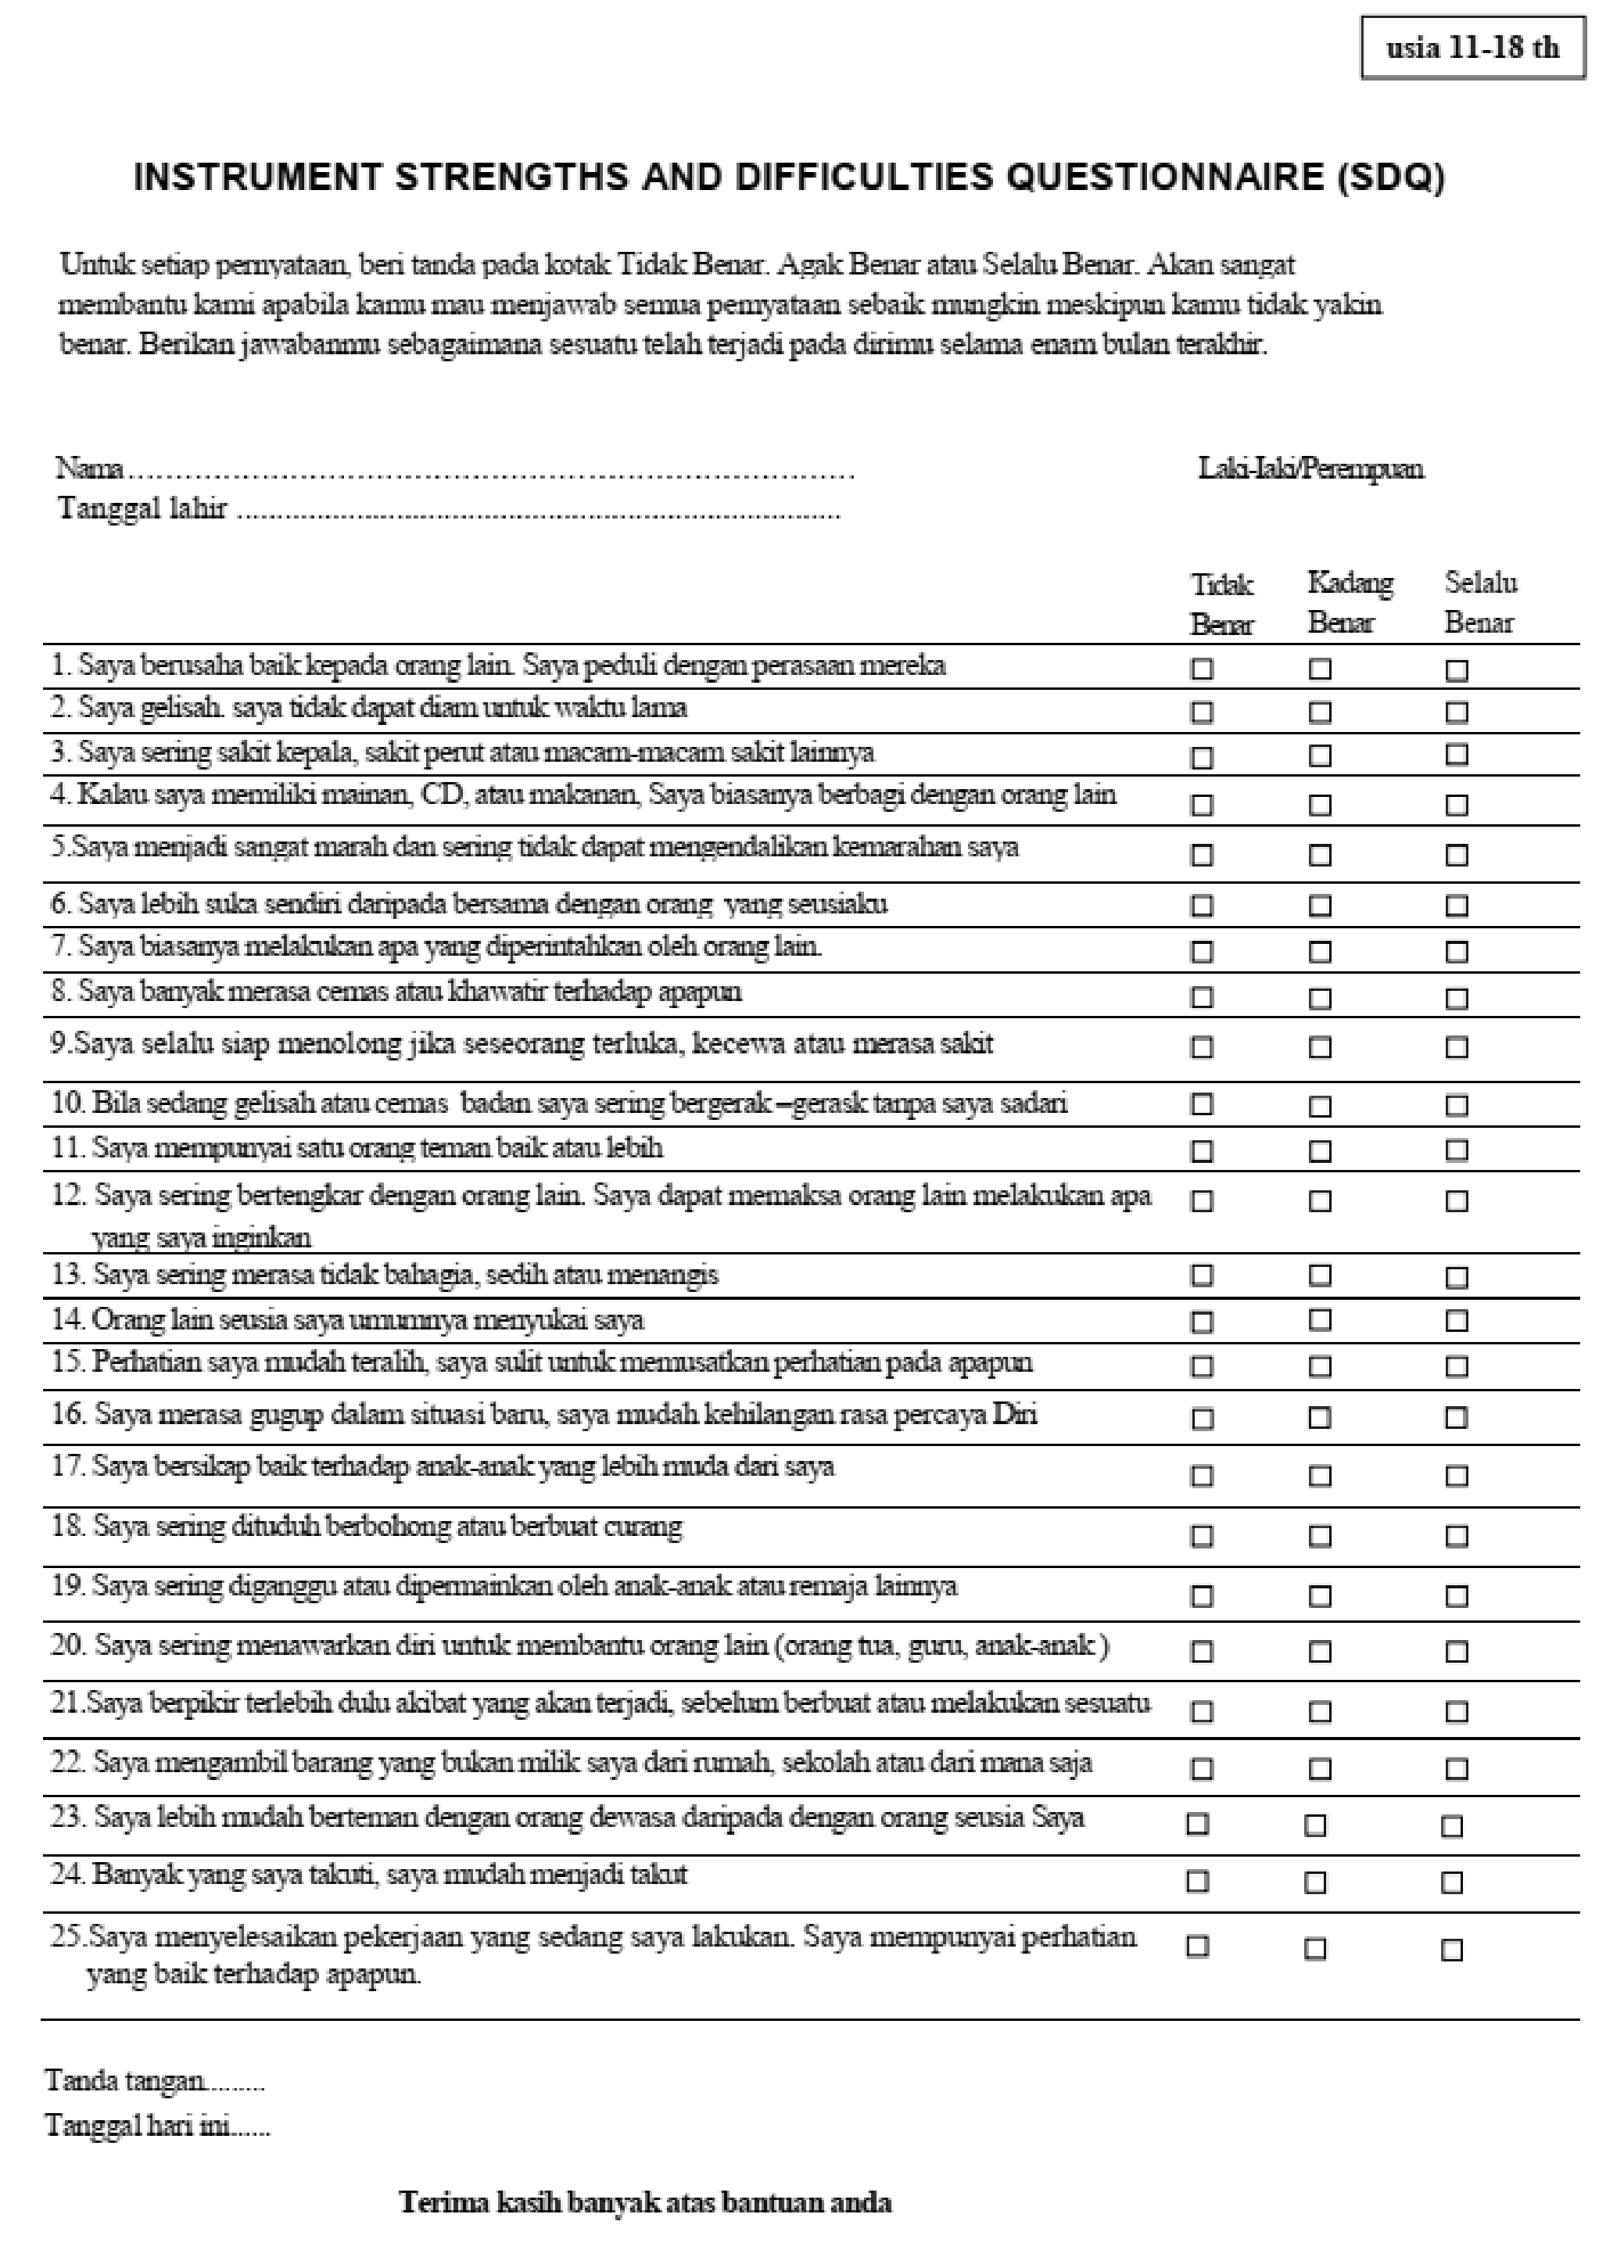 usia 11-18 th
INSTRUMENT STRENGTHS AND DIFFICULTIES QUESTIONNAIRE (SDQ)
Untuk setiap pernyataan, beri tanda pada kotak Tidak Benar. Agak Benar atau Selalu Benar. Akan sangat
membantu kami apabila kamu mau menjawab semua pernyataan sebaik mungkin meskipun kamu tidak yakin
benar. Berikan jawabanmu sebagaimana sesuatu telah terjadi pada dirimu selama enam bulan terakhir.
Nama........................................................................... Laki-laki/Perempuan
Tanggal lahir ...........................................................................
Tidak Kadang Selalu
Benar Benar Benar
1. Saya berusaha baik kepada orang lain. Saya peduli dengan perasaan mereka □ □ □
2. Saya gelisah. saya tidak dapat diam untuk waktu lama □ □ □
3. Saya sering sakit kepala, sakit perut atau macam-macam sakit lainnya □ □ □
4. Kalau saya memiliki mainan, CD, atau makanan, Saya biasanya berbagi dengan orang lain □ □ □
5.Saya menjadi sangat marah dan sering tidak dapat mengendalikan kemarahan saya □ □ □
6. Saya lebih suka sendiri daripada bersama dengan orang yang seusiaku □ □ □
7. Saya biasanya melakukan apa yang diperintahkan oleh orang lain. □ □ □
8. Saya banyak merasa cemas atau khawatir terhadap apapun □ □ □
9.Saya selalu siap menolong jika seseorang terluka, kecewa atau merasa sakit □ □ □
10. Bila sedang gelisah atau cemas badan saya sering bergerak –gerask tanpa saya sadari □ □ □
11. Saya mempunyai satu orang teman baik atau lebih □ □ □
12. Saya sering bertengkar dengan orang lain. Saya dapat memaksa orang lain melakukan apa □ □ □
yang saya inginkan
13. Saya sering merasa tidak bahagia, sedih atau menangis □ □ □
14. Orang lain seusia saya umumnya menyukai saya □ □ □
15. Perhatian saya mudah teralih, saya sulit untuk memusatkan perhatian pada apapun □ □ □
16. Saya merasa gugup dalam situasi baru, saya mudah kehilangan rasa percaya Diri □ □ □
17. Saya bersikap baik terhadap anak-anak yang lebih muda dari saya □ □ □
18. Saya sering dituduh berbohong atau berbuat curang □ □ □
19. Saya sering diganggu atau dipermainkan oleh anak-anak atau remaja lainnya □ □ □
20. Saya sering menawarkan diri untuk membantu orang lain (orang tua, guru, anak-anak ) □ □ □
21.Saya berpikir terlebih dulu akibat yang akan terjadi, sebelum berbuat atau melakukan sesuatu □ □ □
22. Saya mengambil barang yang bukan milik saya dari rumah, sekolah atau dari mana saja □ □ □
23. Saya lebih mudah berteman dengan orang dewasa daripada dengan orang seusia Saya □ □ □
24. Banyak yang saya takuti, saya mudah menjadi takut □ □ □
25.Saya menyelesaikan pekerjaan yang sedang saya lakukan. Saya mempunyai perhatian □ □ □
yang baik terhadap apapun.
Tanda tangan.........
Tanggal hari ini......
Terima kasih banyak atas bantuan anda